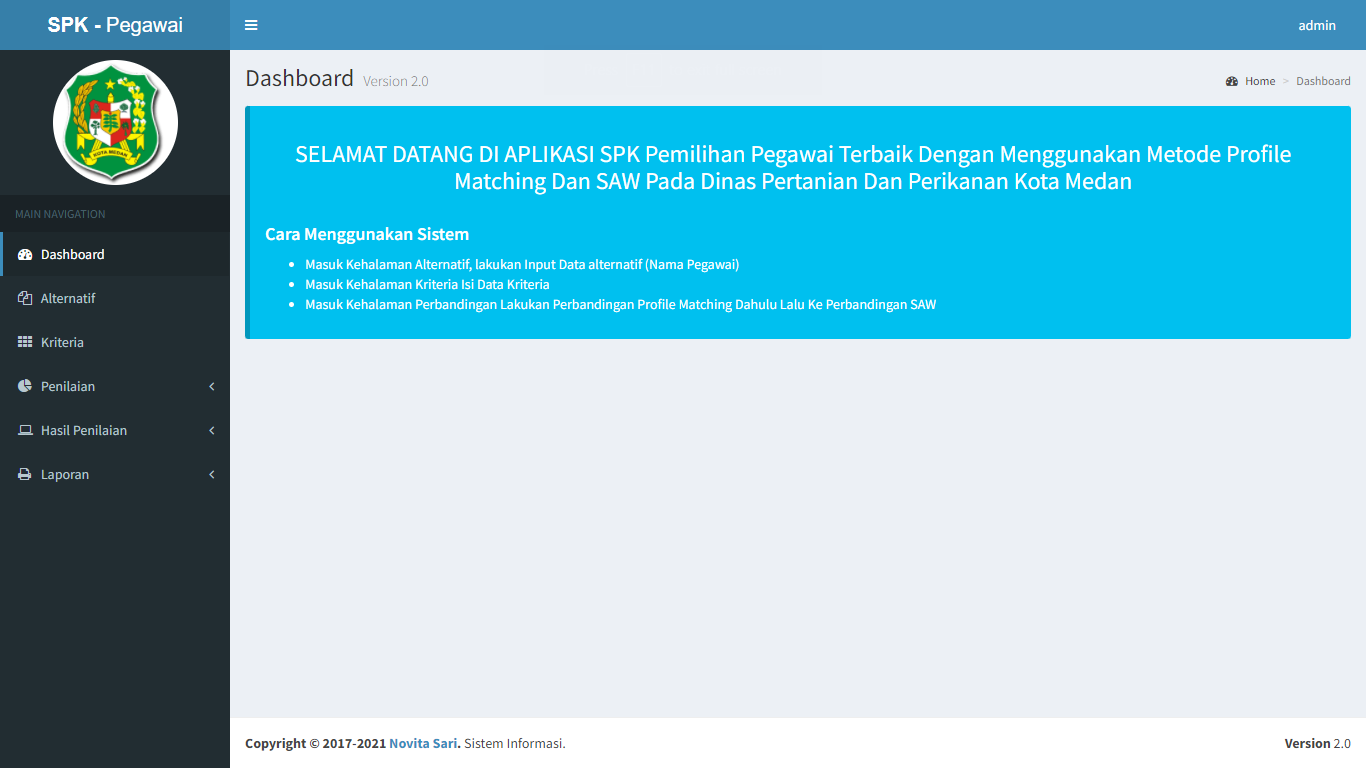 SPK - Pegawai
admin
KOTA MEDAN
MAIN NAVIGATION
Dashboard
Alternatif
Kriteria
Penilaian
Hasil Penilaian
Laporan
Dashboard Version 2.0
Home > Dashboard
SELAMAT DATANG DI APLIKASI SPK Pemilihan Pegawai Terbaik Dengan Menggunakan Metode Profile
Matching Dan SAW Pada Dinas Pertanian Dan Perikanan Kota Medan
Cara Menggunakan Sistem
Masuk Kehalaman Alternatif, lakukan Input Data alternatif (Nama Pegawai)
Masuk Kehalaman Kriteria Isi Data Kriteria
Masuk Kehalaman Perbandingan Lakukan Perbandingan Profile Matching Dahulu Lalu Ke Perbandingan SAW
Copyright © 2017-2021 Novita Sari. Sistem Informasi.
Version 2.0